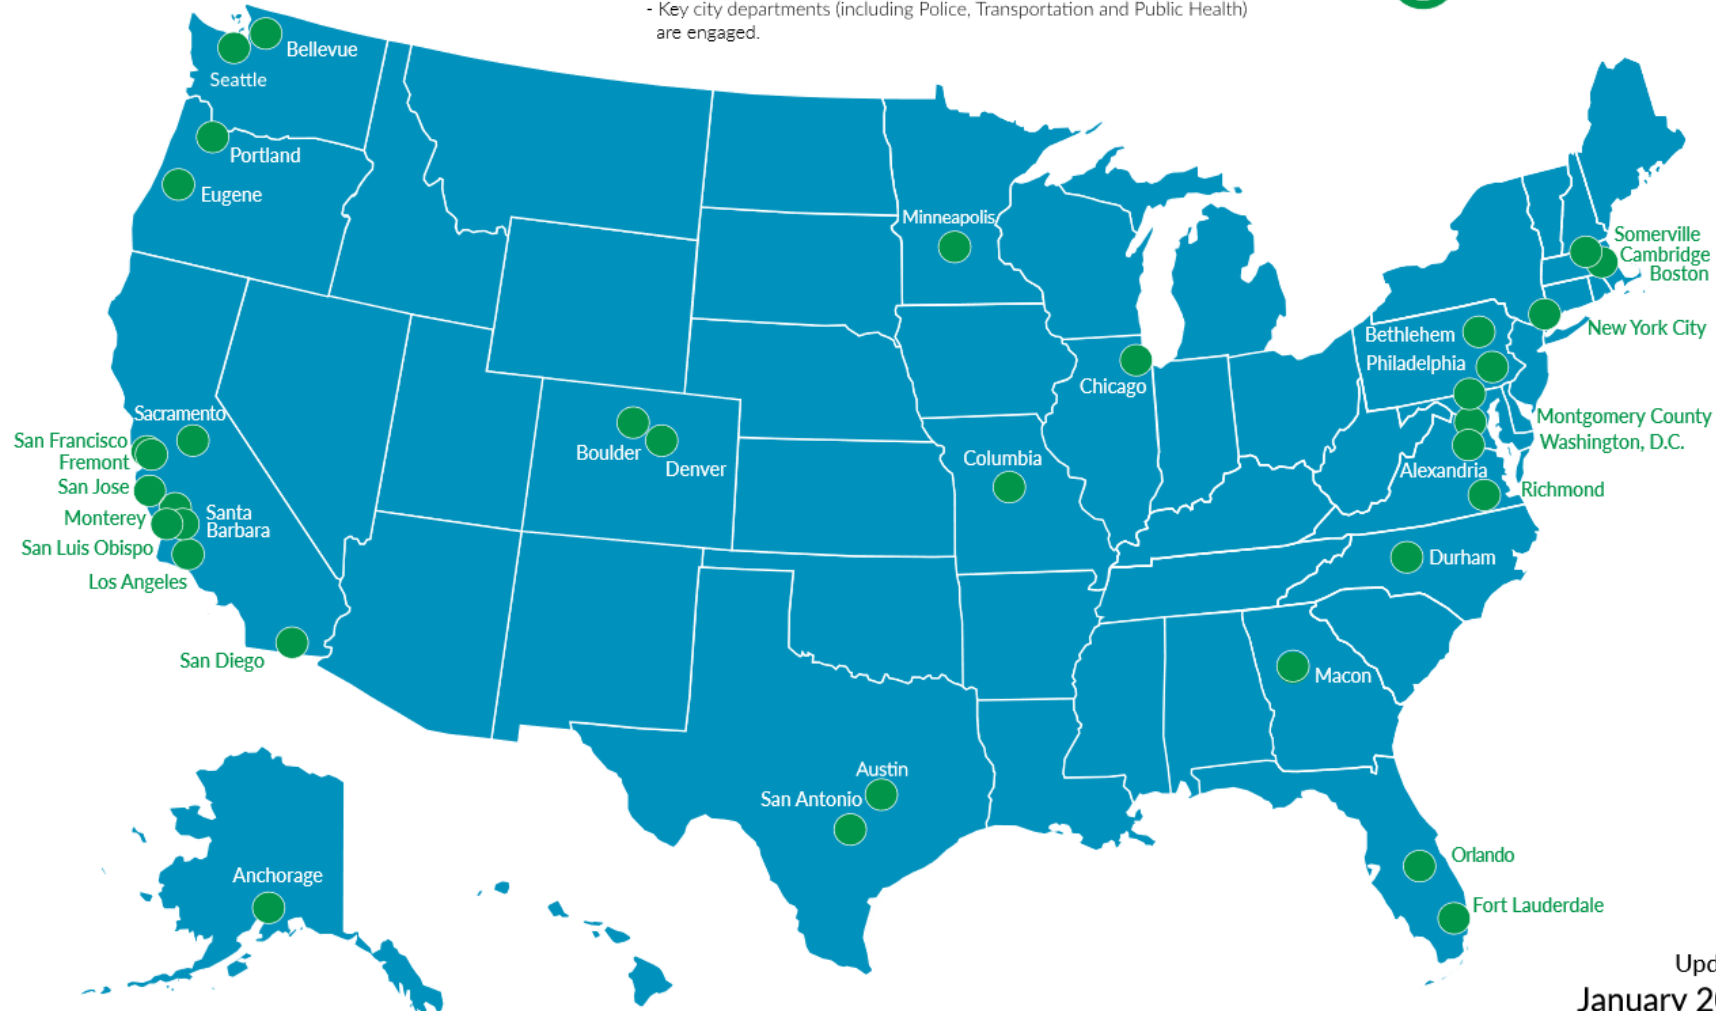 - Key city departments (including Police, Transportation and Public Health)
are engaged.
Bellevue
Seattle
Portland
Eugene
Minneapolis
Somerville
Cambridge
Boston
New York City
Bethlehem
Philadelphia
Chicago
Montgomery County
Washington, D.C.
Alexandria
Richmond
Sacramento
San Francisco
Fremont
San Jose
Monterey
Santa
Barbara
San Luis Obispo
Los Angeles
San Diego
Boulder
Denver
Columbia
Durham
Macon
Austin
San Antonio
Anchorage
Orlando
Fort Lauderdale
Upd
January 20